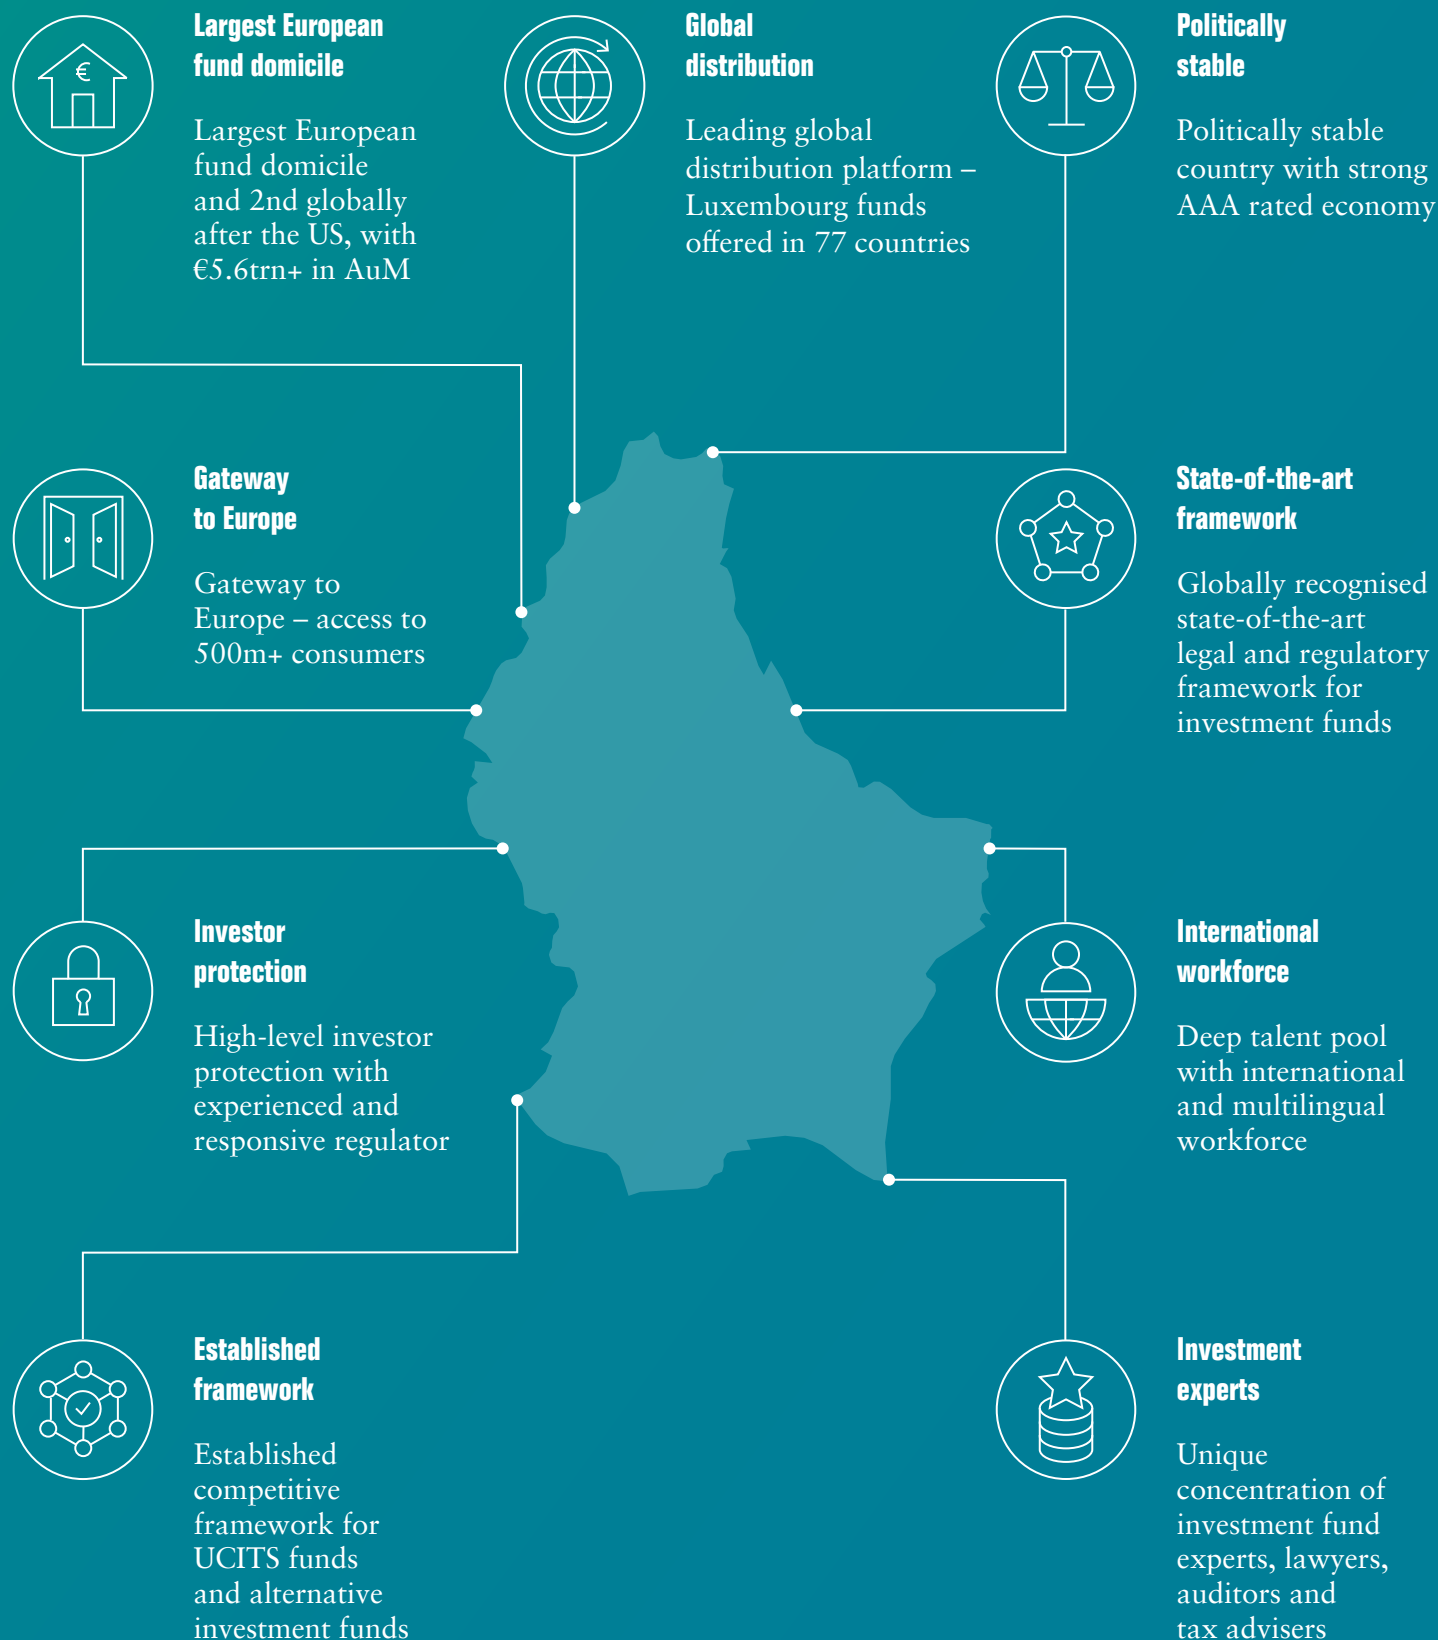 Largest European
fund domicile
Largest European
fund domicile
and 2nd globally
after the US, with
€5.6trn+ in AuM
Global
distribution
Leading global
distribution platform –
Luxembourg funds
offered in 77 countries
Politically
stable
Politically stable
country with strong
AAA rated economy
Gateway
to Europe
Gateway to
Europe – access to
500m+ consumers
State-of-the-art
framework
Globally recognised
state-of-the-art
legal and regulatory
framework for
investment funds
Investor
protection
High-level investor
protection with
experienced and
responsive regulator
International
workforce
Deep talent pool
with international
and multilingual
workforce
Established
framework
Established
competitive
framework for
UCITS funds
and alternative
investment funds
Investment
experts
Unique
concentration of
investment fund
experts, lawyers,
auditors and
tax advisers